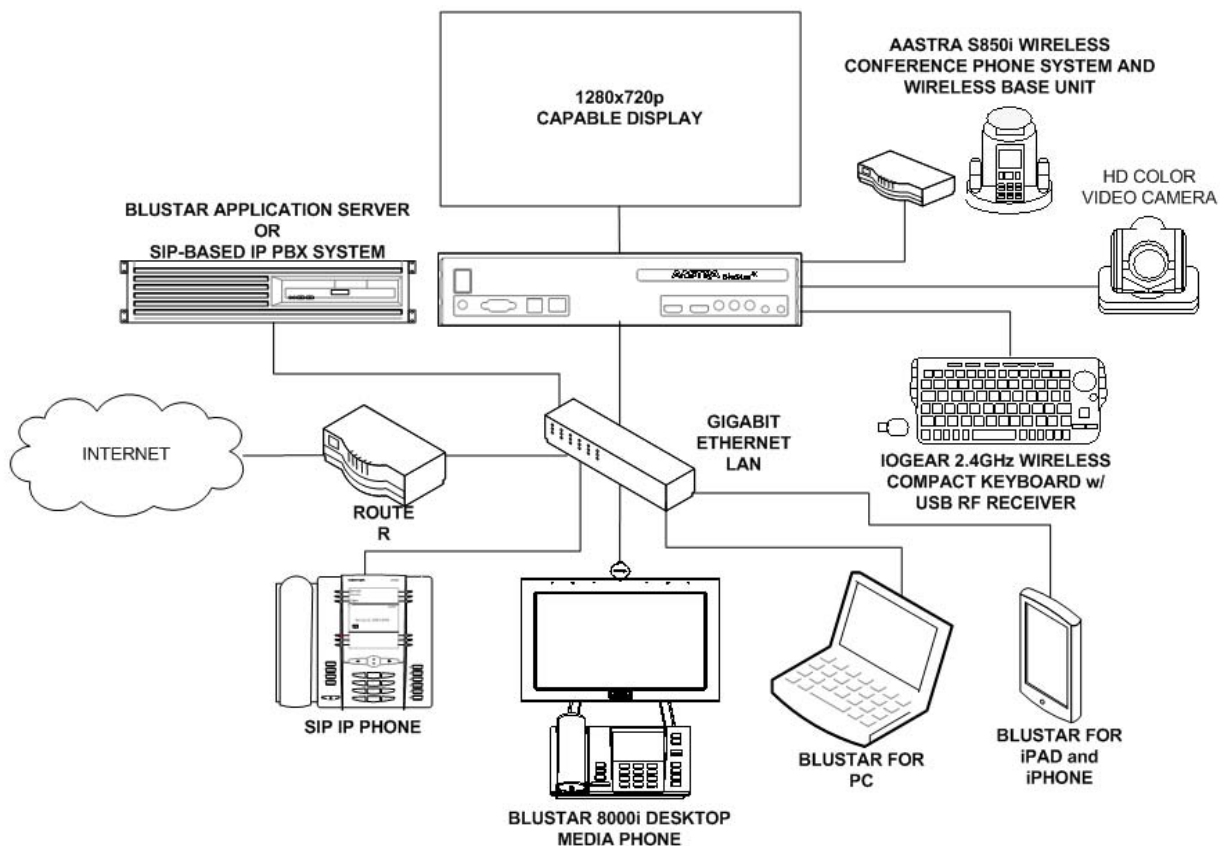 1280x720p
CAPABLE DISPLAY
AASTRA S850i WIRELESS
CONFERENCE PHONE SYSTEM AND
WIRELESS BASE UNIT
HD COLOR
VIDEO CAMERA
BLUSTAR APPLICATION SERVER
OR
SIP-BASED IP PBX SYSTEM
AASTRA
INTERNET
ROUTE
R
GIGABIT
ETHERNET
LAN
IOGEAR 2.4GHz WIRELESS
COMPACT KEYBOARD w/
USB RF RECEIVER
SIP IP PHONE
BLUSTAR 8000i DESKTOP
MEDIA PHONE
BLUSTAR FOR
PC
BLUSTAR FOR
iPAD and
iPHONE